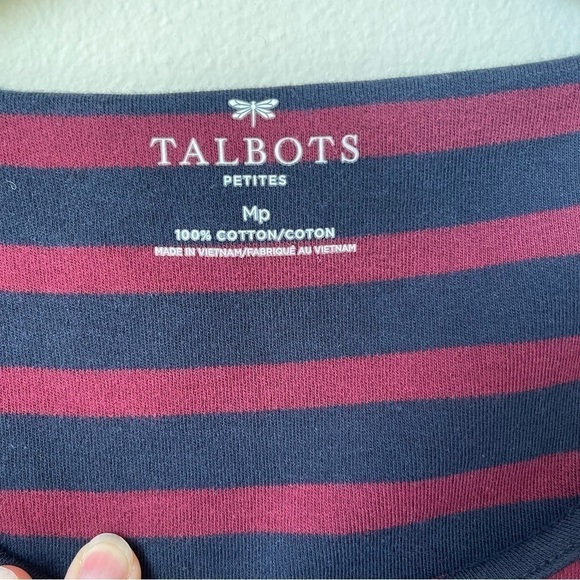 TALBOTS
PETITES
Mp
100% COTTON/COTON
MADE IN VIETNAM/FABRIQUÉ AU VIETNAM